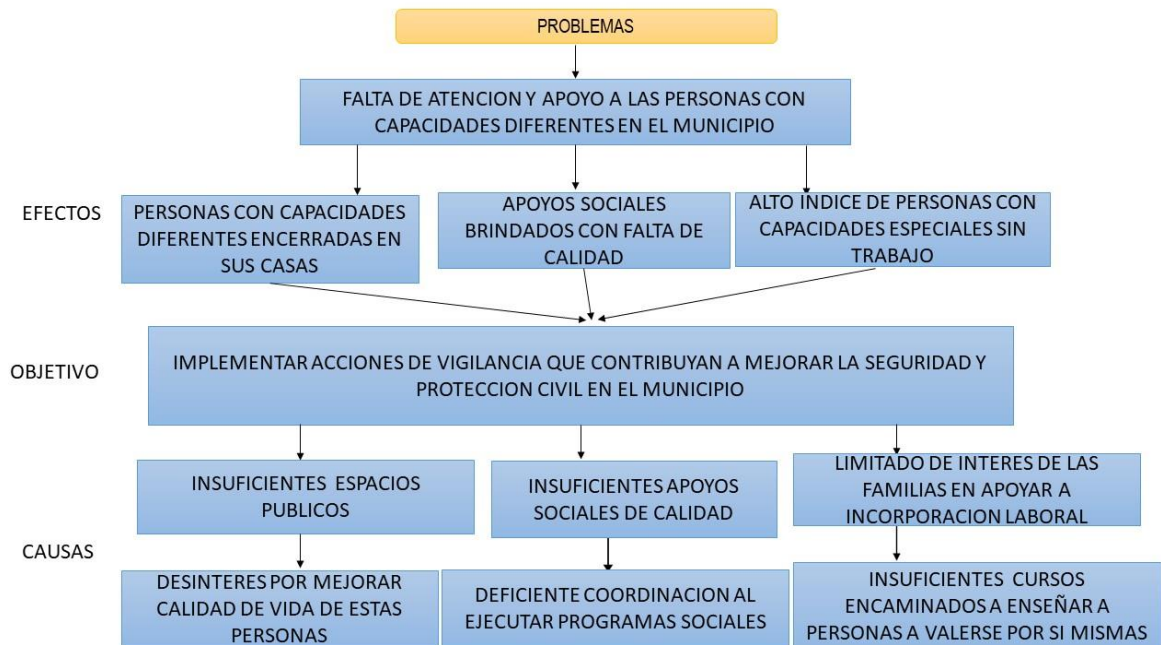 PROBLEMAS
FALTA DE ATENCION Y APOYO A LAS PERSONAS CON
CAPACIDADES DIFERENTES EN EL MUNICIPIO
EFECTOS
PERSONAS CON CAPACIDADES
DIFERENTES ENCERRADAS EN
SUS CASAS
APOYOS SOCIALES
BRINDADOS CON FALTA DE
CALIDAD
ALTO ÍNDICE DE PERSONAS CON
CAPACIDADES ESPECIALES SIN
TRABAJO
OBJETIVO
IMPLEMENTAR ACCIONES DE VIGILANCIA QUE CONTRIBUYAN A MEJORAR LA SEGURIDAD Y
PROTECCION CIVIL EN EL MUNICIPIO
CAUSAS
INSUFICIENTES ESPACIOS
PUBLICOS
INSUFICIENTES APOYOS
SOCIALES DE CALIDAD
LIMITADO DE INTERES DE LAS
FAMILIAS EN APOYAR A
INCORPORACION LABORAL
DESINTERES POR MEJORAR
CALIDAD DE VIDA DE ESTAS
PERSONAS
DEFICIENTE COORDINACION AL
EJECUTAR PROGRAMAS SOCIALES
INSUFICIENTES CURSOS
ENCAMINADOS A ENSEÑAR A
PERSONAS A VALERSE POR SI MISMAS